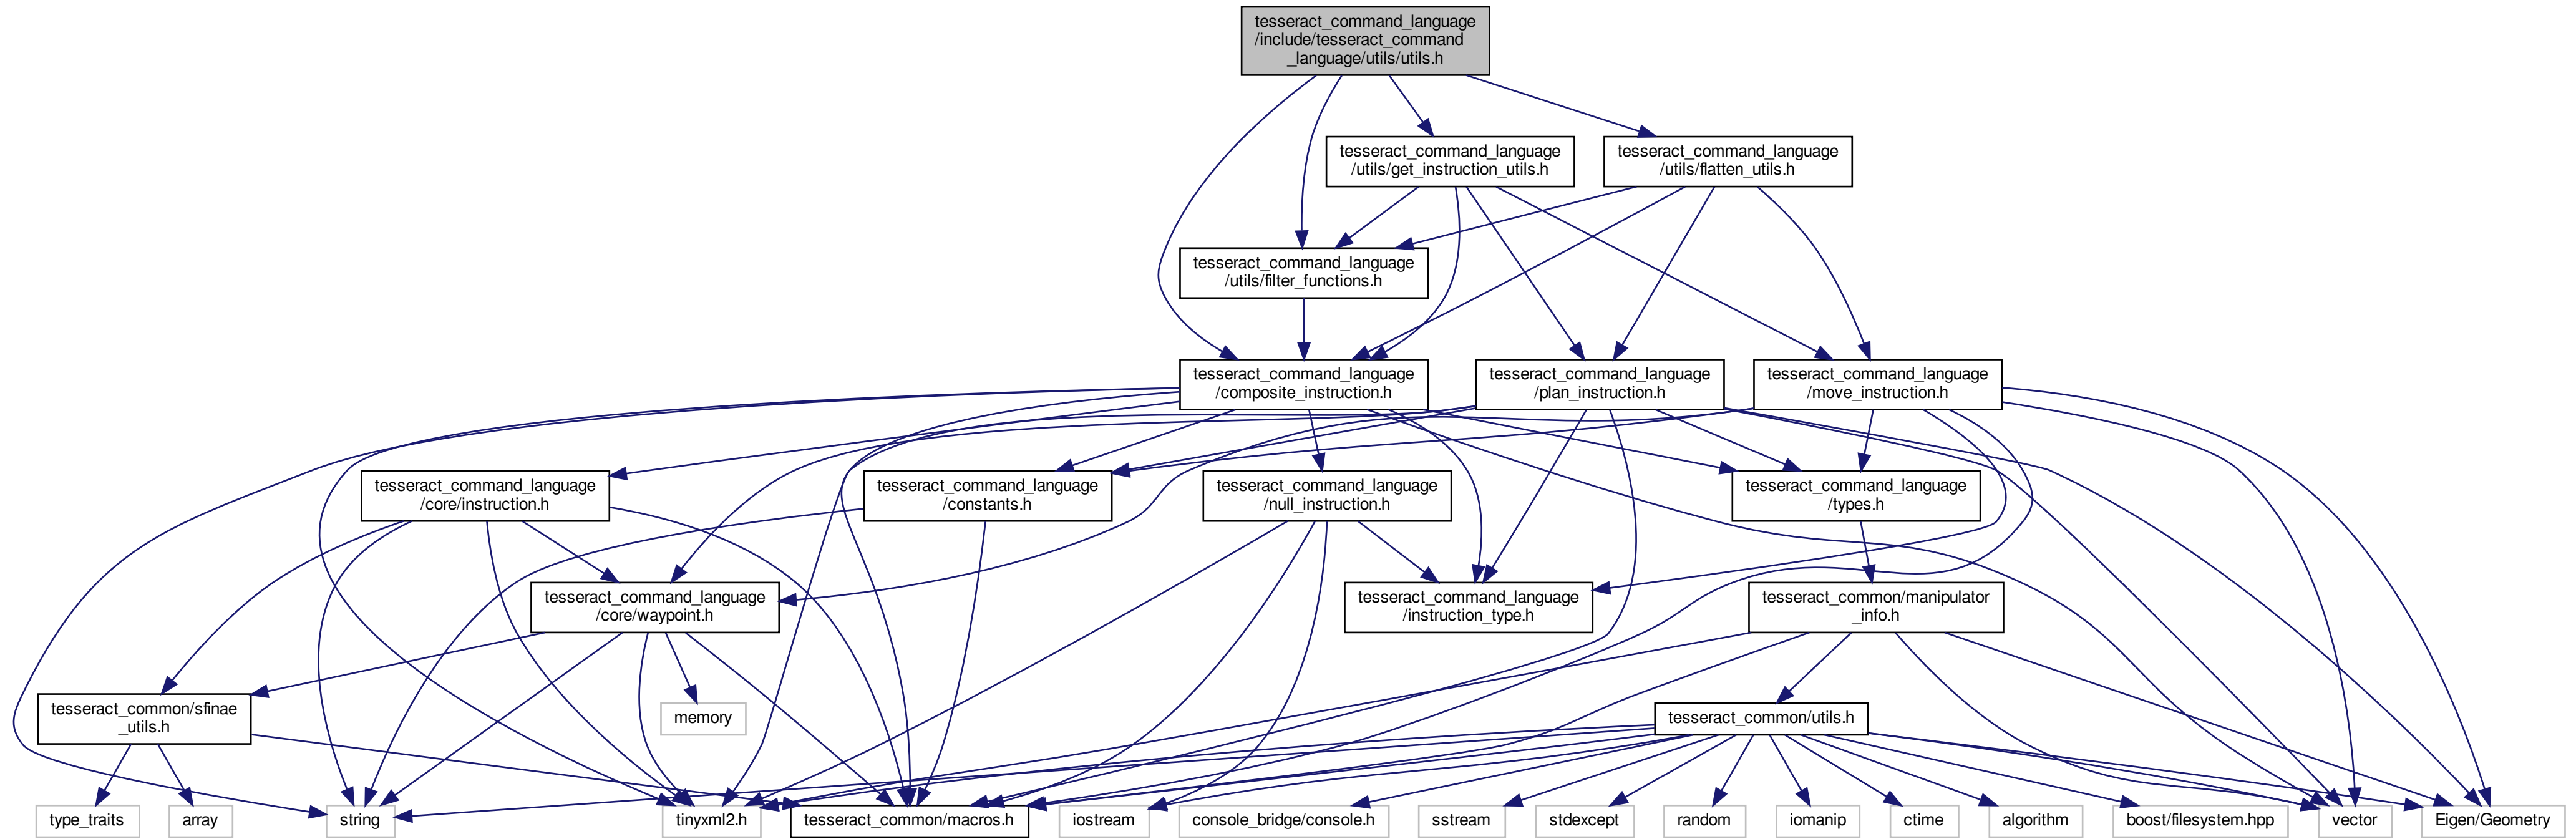 tesseract_command_language
/include/tesseract_command
_language/utils/utils.h
tesseract_command_language
/utils/get_instruction_utils.h
tesseract_command_language
/utils/flatten_utils.h
tesseract_command_language
/utils/filter_functions.h
tesseract_command_language
/composite_instruction.h
tesseract_command_language
/plan_instruction.h
tesseract_command_language
/move_instruction.h
tesseract_command_language
/core/instruction.h
tesseract_command_language
/constants.h
tesseract_command_language
/null_instruction.h
tesseract_command_language
/types.h
tesseract_command_language
/core/waypoint.h
tesseract_command_language
/instruction_type.h
tesseract_common/manipulator
_info.h
tesseract_common/sfinae
_utils.h
memory
tesseract_common/utils.h
type_traits
array
string
tinyxml2.h
tesseract_common/macros.h
iostream
console_bridge/console.h
sstream
stdexcept
random
iomanip
ctime
algorithm
boost/filesystem.hpp
vector
Eigen/Geometry